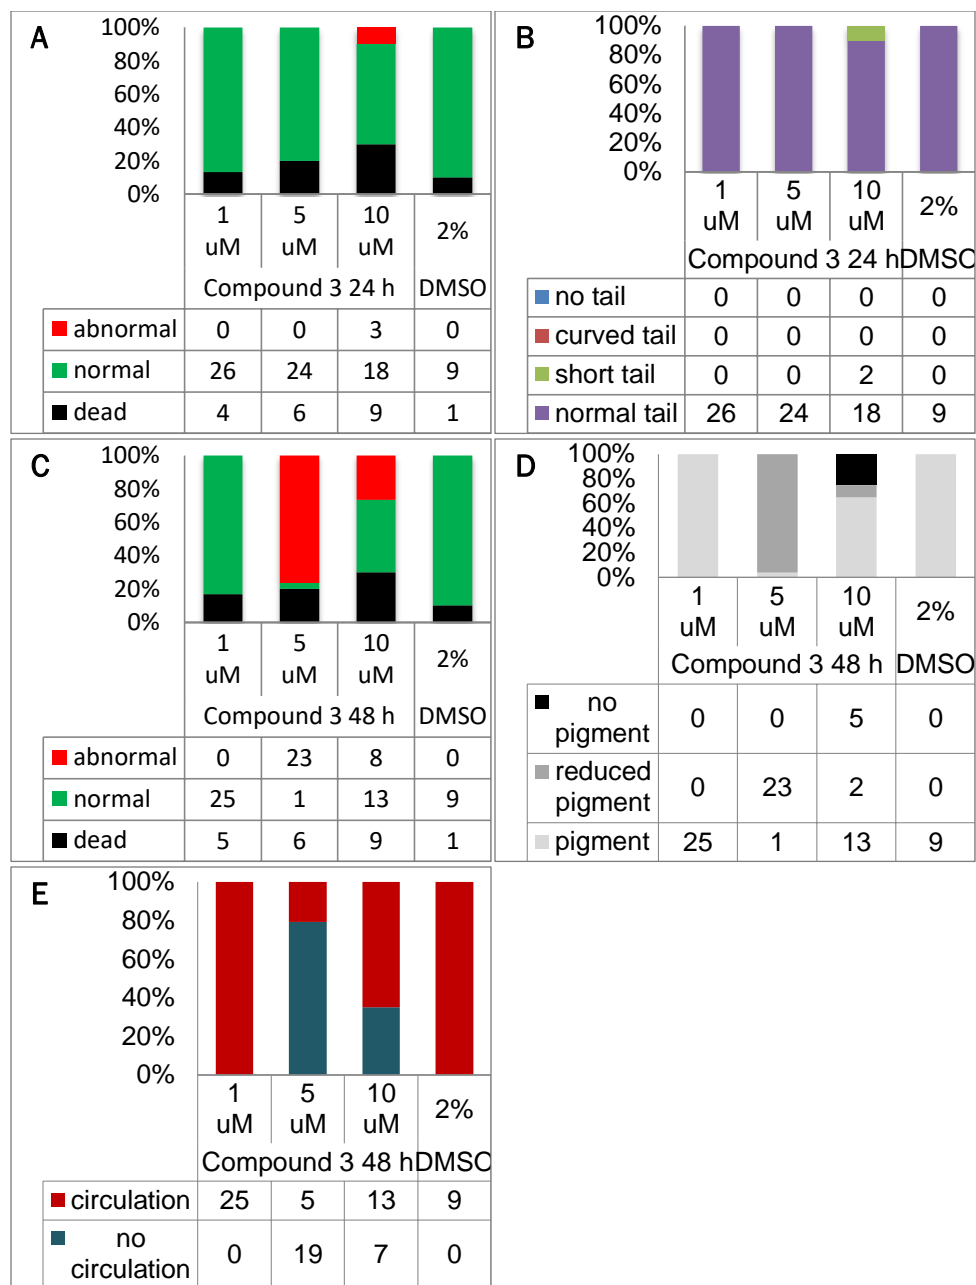 A
100%
80%
60%
40%
20%
0%
1 uM
5 uM
10 uM
2%
Compound 3 24 h
DMSO
abnormal 0 0 3 0
normal 26 24 18 9
dead 4 6 9 1
B
100%
80%
60%
40%
20%
0%
1 uM
5 uM
10 uM
2%
Compound 3 24 h
DMSO
no tail 0 0 0 0
curved tail 0 0 0 0
short tail 0 0 2 0
normal tail 26 24 18 9
C
100%
80%
60%
40%
20%
0%
1 uM
5 uM
10 uM
2%
Compound 3 48 h
DMSO
abnormal 0 23 8 0
normal 25 1 13 9
dead 5 6 9 1
D
100%
80%
60%
40%
20%
0%
1 uM
5 uM
10 uM
2%
Compound 3 48 h
DMSO
no pigment 0 0 5 0
reduced pigment 0 23 2 0
pigment 25 1 13 9
E
100%
80%
60%
40%
20%
0%
1 uM
5 uM
10 uM
2%
Compound 3 48 h
DMSO
circulation 25 5 13 9
no circulation 0 19 7 0